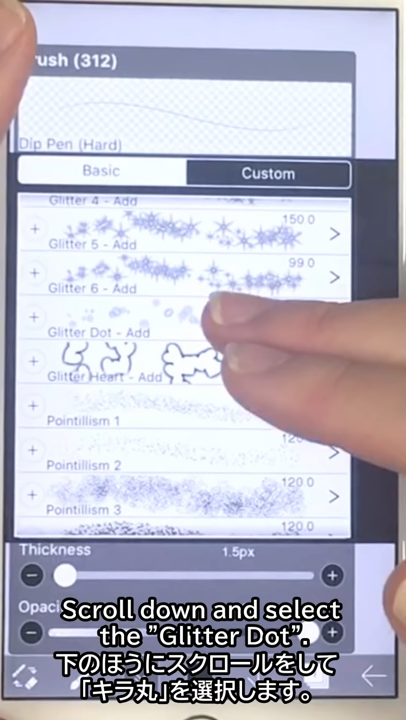 rush (312)
Dip Pen (Hard)
Basic
Custom
Glitter 4 - Add
150.0
Glitter 5 - Add
99.0
Glitter 6 - Add
Glitter Dot - Add
Glitter Heart - Add
Pointillism 1
Pointillism 2
120.0
Pointillism 3
120.0
Thickness
1.5px
Opaci
Scroll down and select
the "Glitter Dot".
下のほうにスクロールをして
「キラ丸」を選択します。